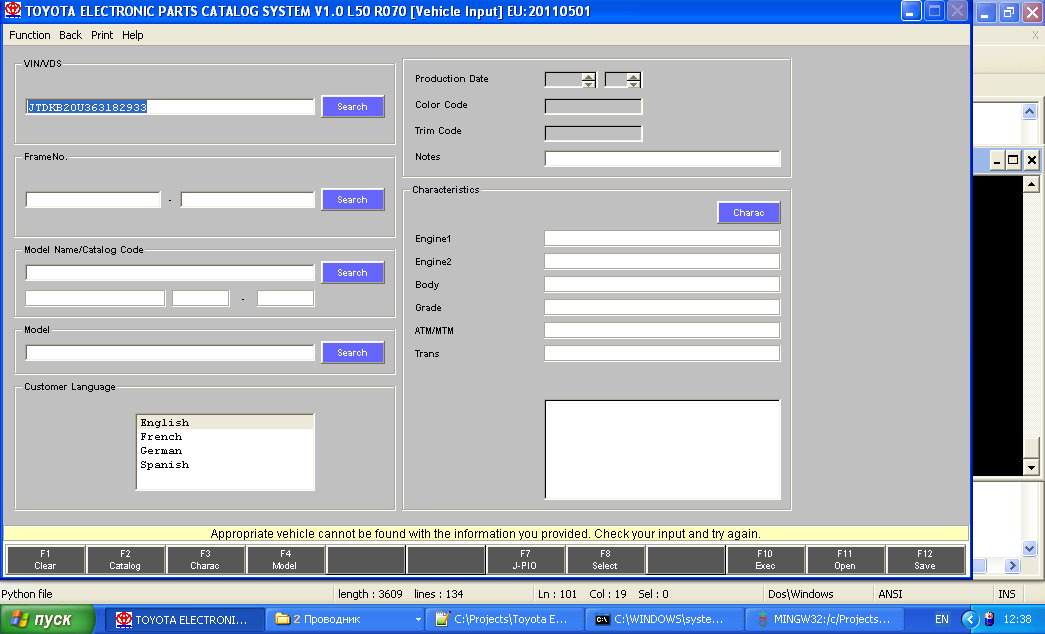 TOYOTA ELECTRONIC PARTS CATALOG SYSTEM V1.0 L50 R070 [Vehicle Input] EU:20110501
Function Back Print Help
VIN/VDS
JTDKB20U363182933 Search
FrameNo.
- Search
Model Name/Catalog Code
Search
-
Model
Search
Customer Language
English
French
German
Spanish
Production Date
Color Code
Trim Code
Notes
Characteristics
Charac
Engine1
Engine2
Body
Grade
ATM/MTM
Trans
Appropriate vehicle cannot be found with the information you provided. Check your input and try again.
F1 F2 F3 F4 F7 F8 F10 F11 F12
Clear Catalog Charac Model J-PIO Select Exec Open Save
Python file length : 3609 lines : 134 Ln : 101 Col : 19 Sel : 0 Dos\Windows ANSI INS
пуск TOYOTA ELECTRONI... 2 Проводник C:\Projects\Toyota E... C:\WINDOWS\syste... MINGW32:/c/Projects... EN 12:38